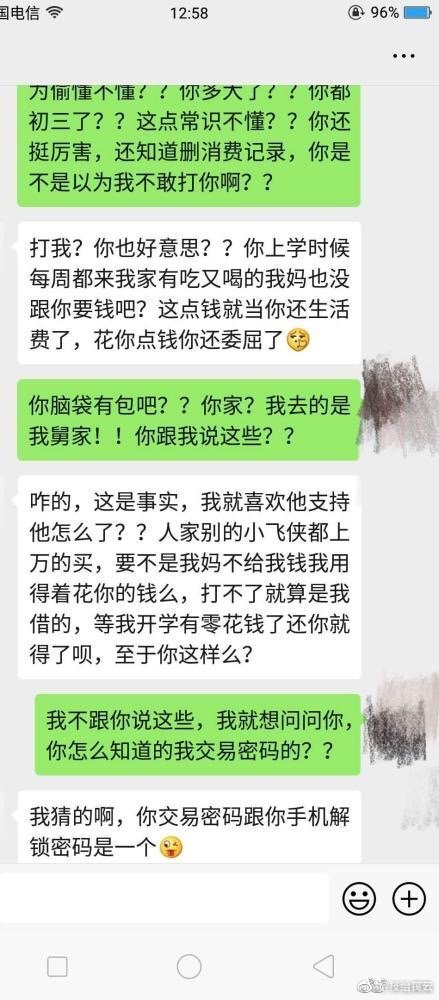 国电信
12:58
96%
为偷懂不懂？？你多大了？？你都
初三了？？这点常识不懂？？你还
挺厉害，还知道删消费记录，你是
不是以为我不敢打你啊？？
打我？你也好意思？？你上学时候
每周都来我家有吃又喝的我妈也没
跟你要钱吧？这点钱就当你还生活
费了，花你点钱你还委屈了
你脑袋有包吧？？你家？我去的是
我舅家！！你跟我说这些？？
咋的，这是事实，我就喜欢他支持
他怎么了？？人家别的小飞侠都上
万的买，要不是我妈不给我钱我用
得着花你的钱么，打不了就算是我
借的，等我开学有零花钱了还你就
得了呗，至于你这样么？
我不跟你说这些，我就想问问你，
你怎么知道的我交易密码的？？
我猜的啊，你交易密码跟你手机解
锁密码是一个